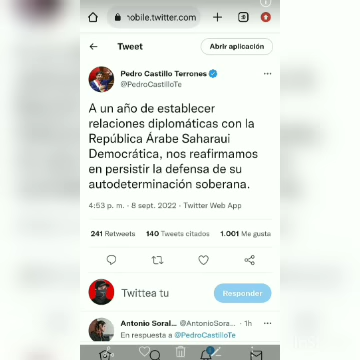 mobile.twitter.com
Tweet
Abrir aplicación
Pedro Castillo Terrones
@PedroCastilloTe
A un año de establecer
relaciones diplomáticas con la
República Árabe Saharaui
Democrática, nos reafirmamos
en persistir la defensa de su
autodeterminación soberana.
4:53 p. m. · 8 sept. 2022 · Twitter Web App
241 Retweets 140 Tweets citados 1.001 Me gusta
Twittea tu
Responder
Antonio Soral... @AntonioSora... · 1h
En respuesta a @PedroCastilloTe